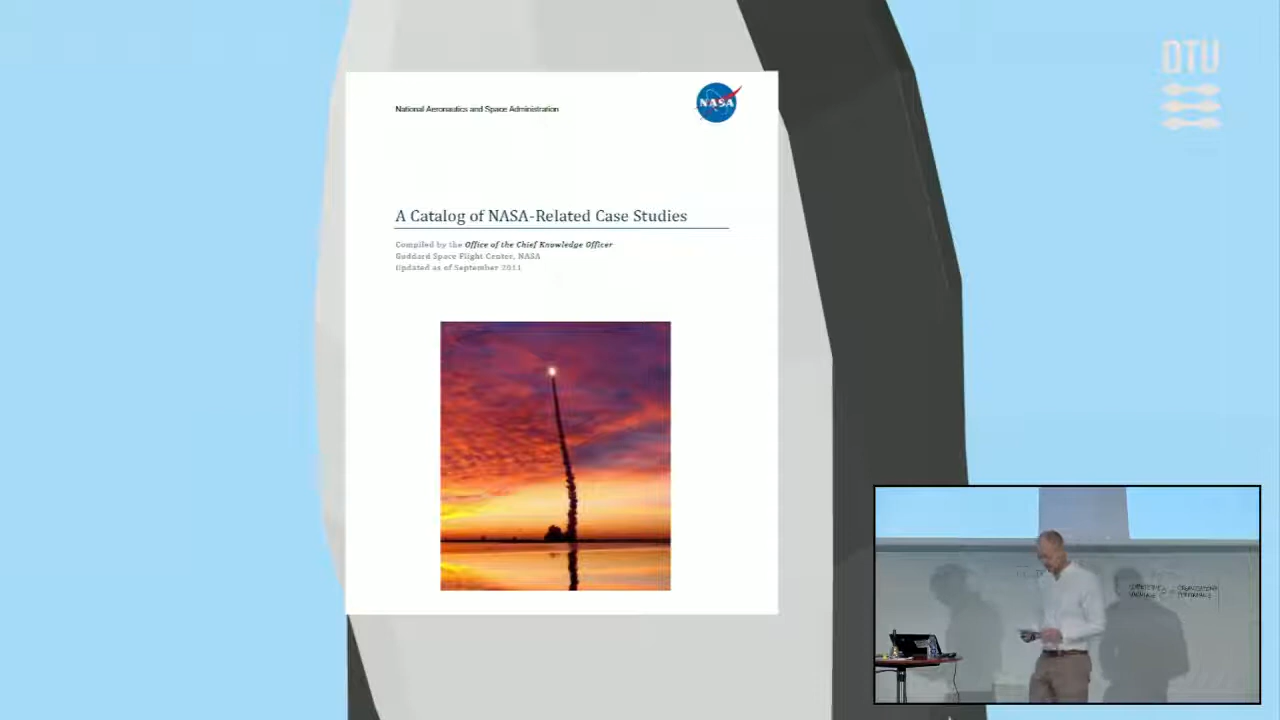 DTU
National Aeronautics and Space Administration
NASA
A Catalog of NASA-Related Case Studies
Compiled by the Office of the Chief Knowledge Officer
Goddard Space Flight Center, NASA
Updated as of September 2011